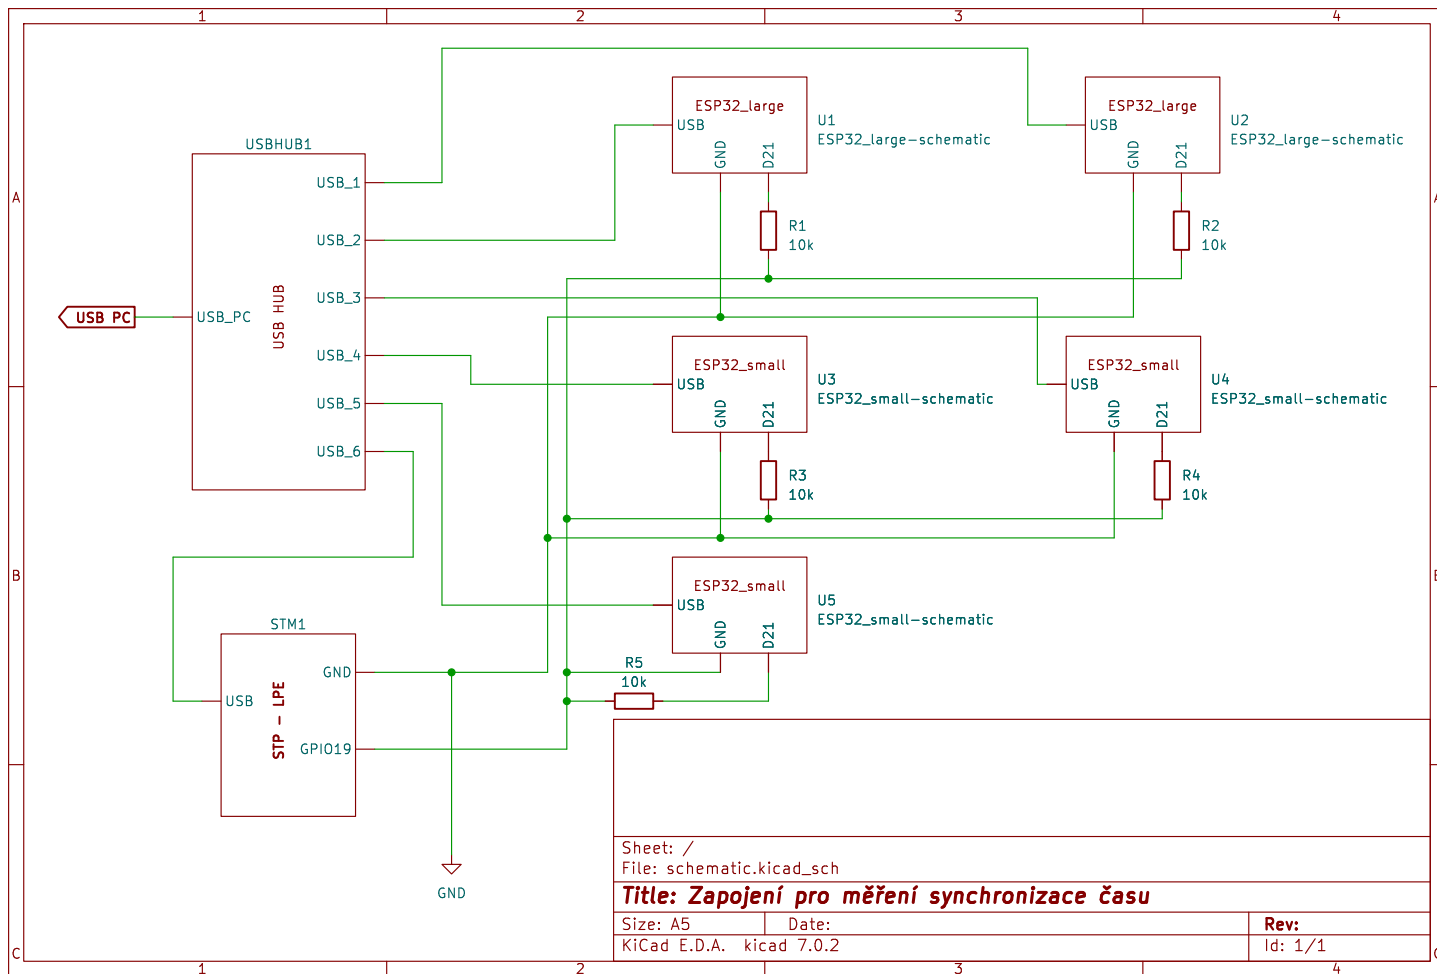 1 2 3 4
ESP32_large
USB
GND
D21
U1
ESP32_large-schematic
ESP32_large
USB
GND
D21
U2
ESP32_large-schematic
USBHUB1
USB_1
USB_2
USB_3
USB_4
USB_5
USB_6
USB_PC
USB HUB
USB PC
A
A
R1
10k
R2
10k
ESP32_small
USB
GND
D21
U3
ESP32_small-schematic
ESP32_small
USB
GND
D21
U4
ESP32_small-schematic
R3
10k
R4
10k
B
B
ESP32_small
USB
GND
D21
U5
ESP32_small-schematic
R5
10k
STM1
GND
USB
STP - LPE
GPIO19
GND
Sheet: /
File: schematic.kicad_sch
Title: Zapojení pro měření synchronizace času
Size: A5 Date: Rev:
KiCad E.D.A. kicad 7.0.2 Id: 1/1
C
C
1 2 3 4